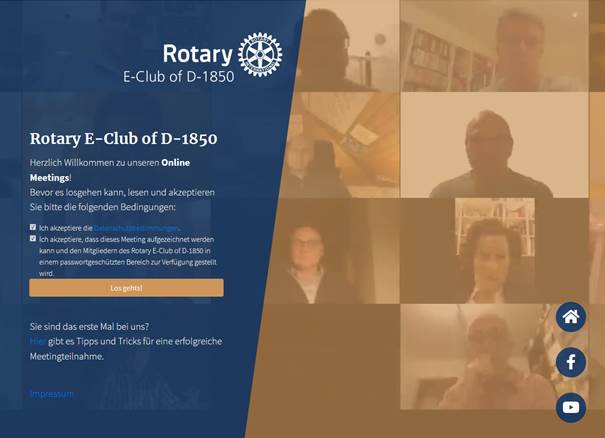 Rotary
E-Club of D-1850
Rotary E-Club of D-1850
Herzlich Willkommen zu unseren Online
Meetings!
Bevor es losgehen kann, lesen und akzeptieren
Sie bitte die folgenden Bedingungen:
Ich akzeptiere die Datenschutzbestimmungen.
Ich akzeptiere, dass dieses Meeting aufgezeichnet werden
kann und den Mitgliedern des Rotary E-Club of D-1850 in
einem passwortgeschützten Bereich zur Verfügung gestellt
wird.
Los gehts!
Sie sind das erste Mal bei uns?
Hier gibt es Tipps und Tricks für eine erfolgreiche
Meetingteilnahme.
Impressum